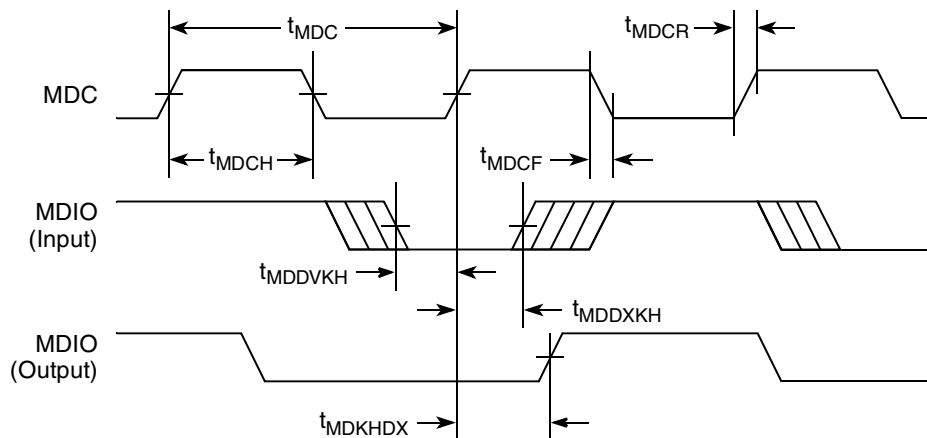 tMDC
tMDCR
MDC
tMDCH
tMDCF
MDIO
(Input)
tMDDVKH
tMDDXKH
MDIO
(Output)
tMDKHDX